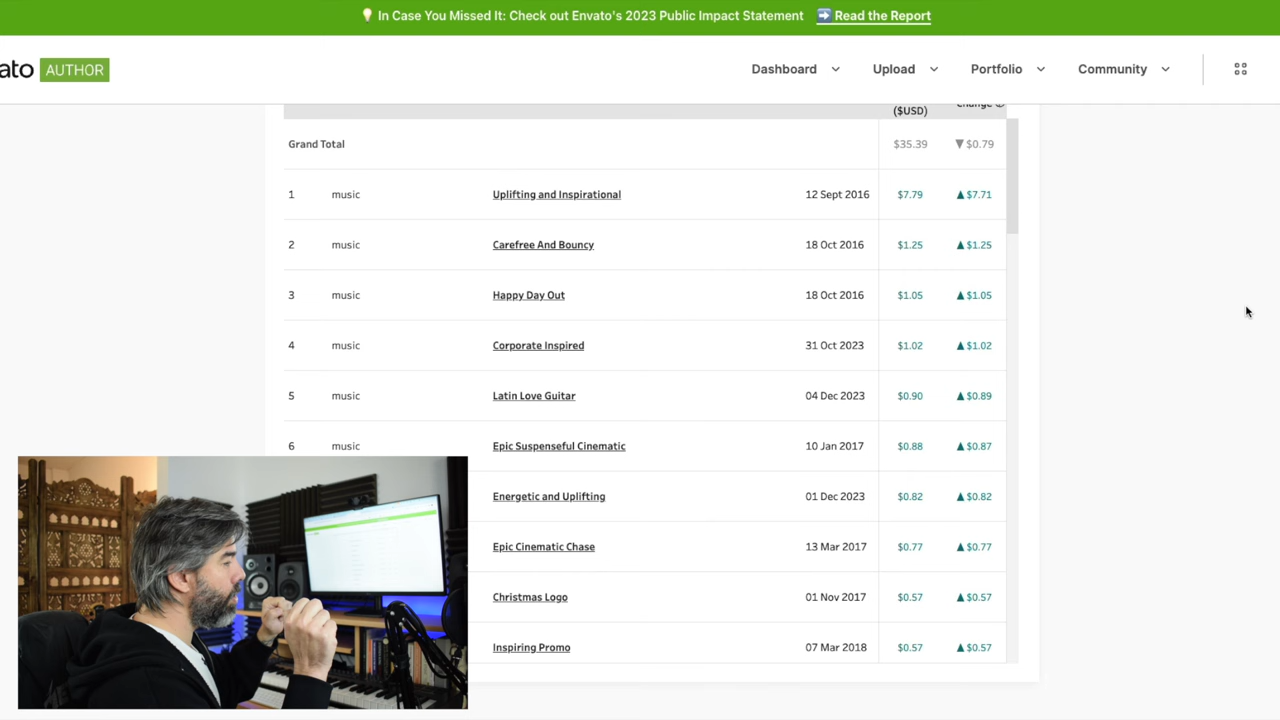 💡 In Case You Missed It: Check out Envato's 2023 Public Impact Statement ➡️ Read the Report
ato AUTHOR Dashboard Upload Portfolio Community
($USD) Change
Grand Total $35.39 ▼$0.79
1 music Uplifting and Inspirational 12 Sept 2016 $7.79 ▲$7.71
2 music Carefree And Bouncy 18 Oct 2016 $1.25 ▲$1.25
3 music Happy Day Out 18 Oct 2016 $1.05 ▲$1.05
4 music Corporate Inspired 31 Oct 2023 $1.02 ▲$1.02
5 music Latin Love Guitar 04 Dec 2023 $0.90 ▲$0.89
6 music Epic Suspenseful Cinematic 10 Jan 2017 $0.88 ▲$0.87
Energetic and Uplifting 01 Dec 2023 $0.82 ▲$0.82
Epic Cinematic Chase 13 Mar 2017 $0.77 ▲$0.77
Christmas Logo 01 Nov 2017 $0.57 ▲$0.57
Inspiring Promo 07 Mar 2018 $0.57 ▲$0.57